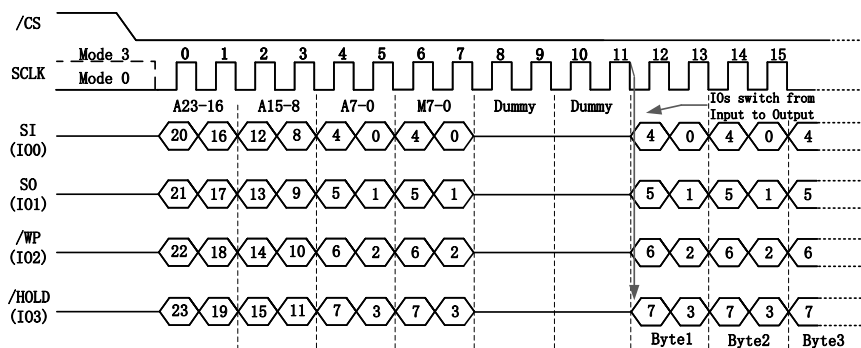 /CS
Mode 3 0 1 2 3 4 5 6 7 8 9 10 11 12 13 14 15
SCLK
Mode 0
A23-16 A15-8 A7-0 M7-0 Dummy Dummy IOs switch from
Input to Output
SI
(IO0) 20 16 12 8 4 0 4 0 4 0 4 0 4
SO
(IO1) 21 17 13 9 5 1 5 1 5 1 5 1 5
/WP
(IO2) 22 18 14 10 6 2 6 2 6 2 6 2 6
/HOLD
(IO3) 23 19 15 11 7 3 7 3 7 3 7 3 7
Byte1 Byte2 Byte3